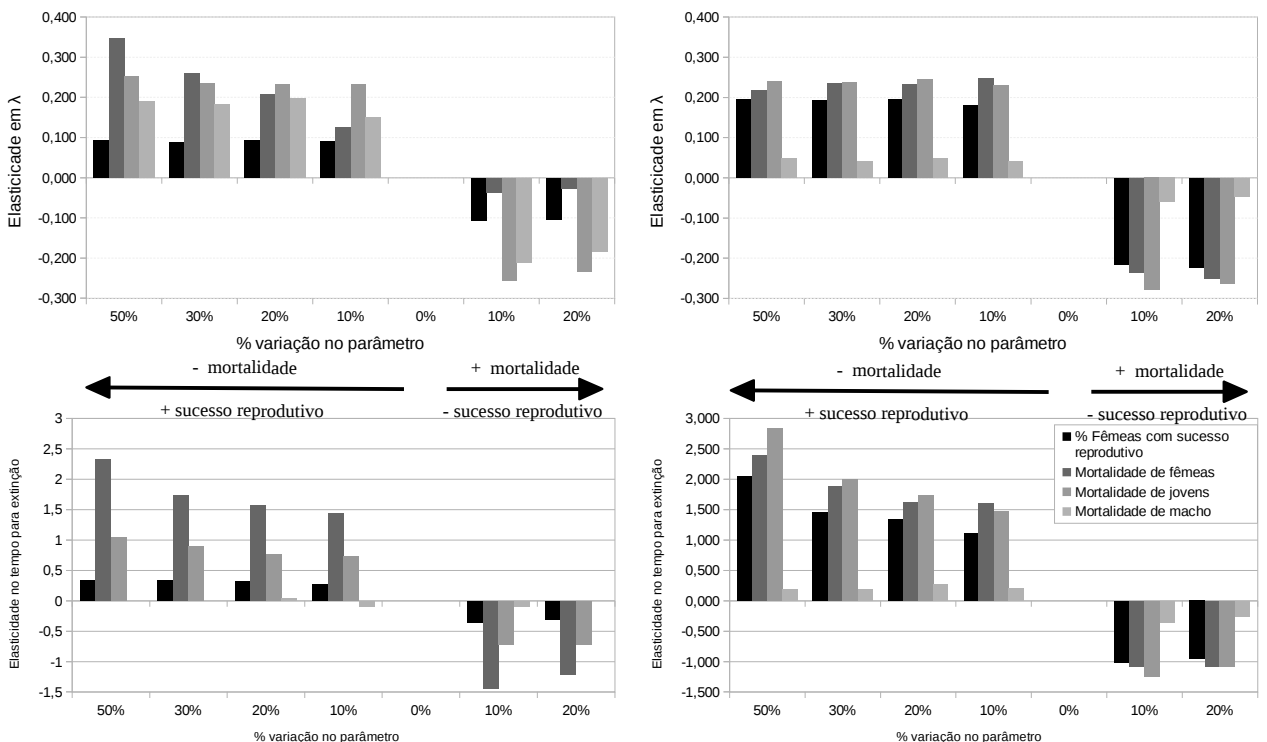 0,400
0,300
0,200
0,100
0,000
-0,100
-0,200
-0,300
Elasticicade em λ
50% 30% 20% 10% 0% 10% 20%
% variação no parâmetro
0,400
0,300
0,200
0,100
0,000
-0,100
-0,200
-0,300
Elasticicade em λ
50% 30% 20% 10% 0% 10% 20%
% variação no parâmetro
- mortalidade + mortalidade
+ sucesso reprodutivo - sucesso reprodutivo
- mortalidade + mortalidade
+ sucesso reprodutivo - sucesso reprodutivo
3
2,5
2
1,5
1
0,5
0
-0,5
-1
-1,5
Elasticidade no tempo para extinção
50% 30% 20% 10% 0% 10% 20%
% variação no parâmetro
3,000
2,500
2,000
1,500
1,000
0,500
0,000
-0,500
-1,000
-1,500
Elasticidade no tempo para extinção
% Fêmeas com sucesso
reprodutivo
Mortalidade de fêmeas
Mortalidade de jovens
Mortalidade de macho
50% 30% 20% 10% 0% 10% 20%
% variação no parâmetro